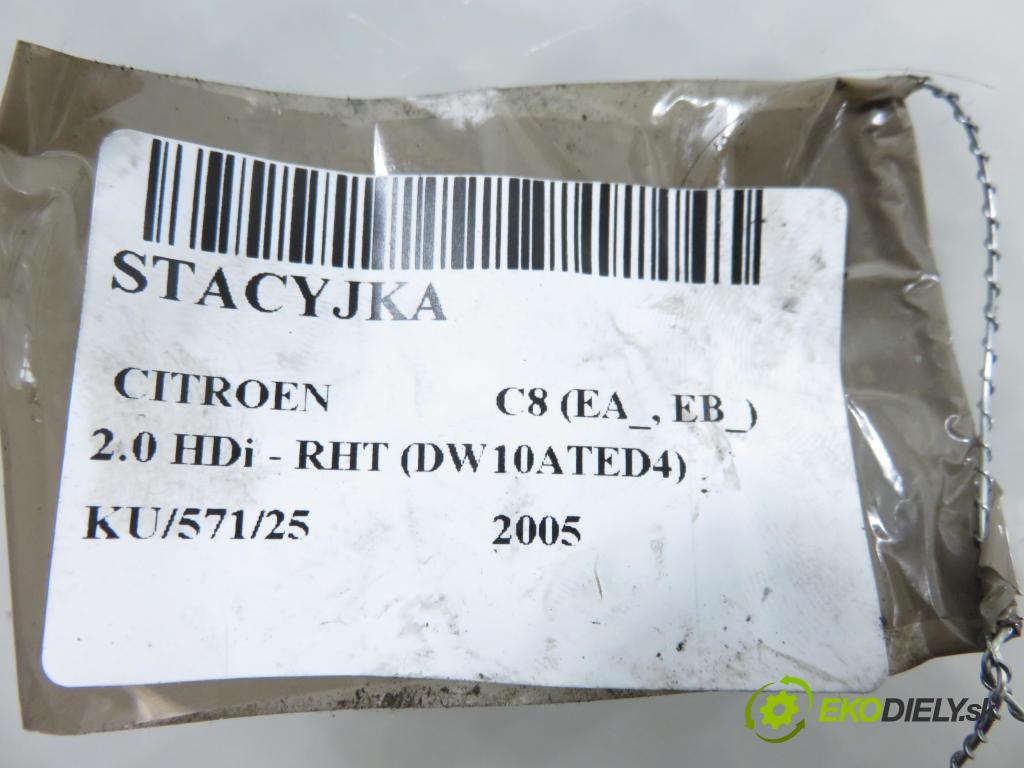 STACYJKA
CITROEN C8 (EA_, EB_)
2.0 HDi - RHT (DW10ATED4)
KU/571/25 2005
EKODIELY.sk